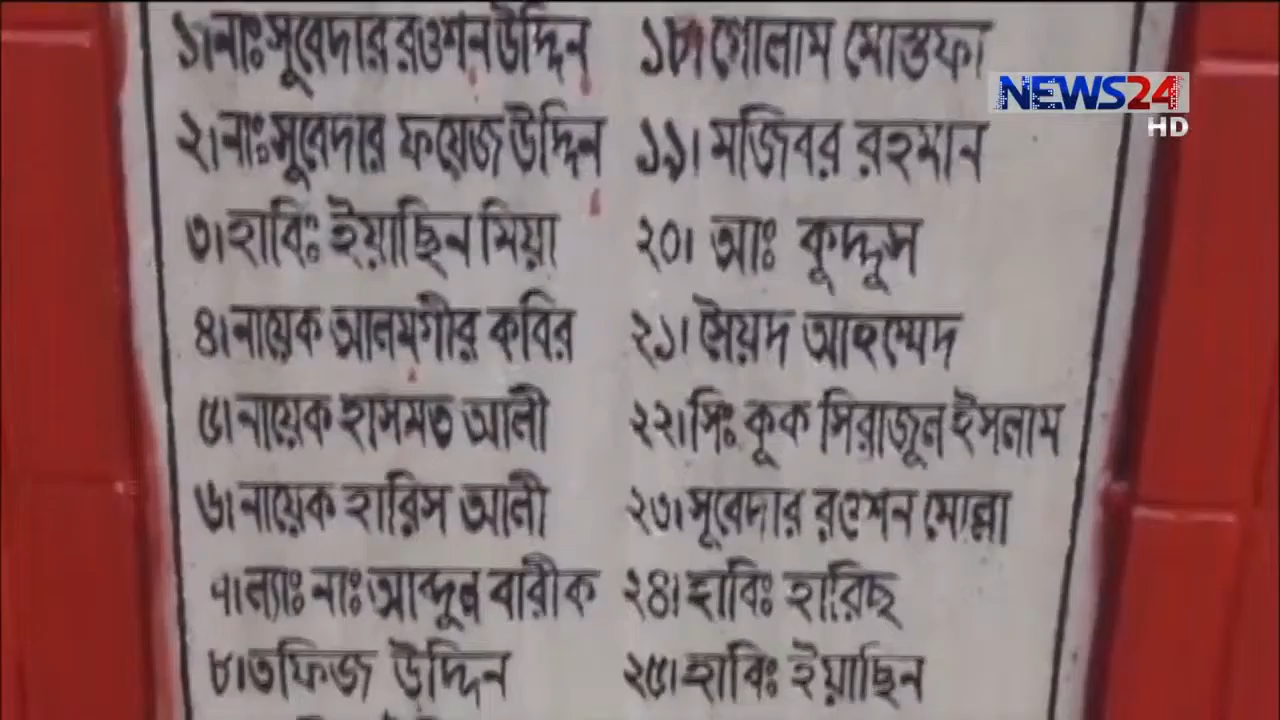 ১।নাঃসুবেদার রওশন উদ্দিন
২।নাঃসুবেদার ফয়েজ উদ্দিন
৩।হাবিঃ ইয়াছিন মিয়া
৪।নায়েক আলমগীর কবির
৫।নায়েক হাসমত আলী
৬।নায়েক হারিস আলী
৭।ল্যাঃ নাঃ আব্দুল বারীক
৮।তফিজ উদ্দিন
১৮।গোলাম মোস্তফা
১৯। মজিবর রহমান
২০। আঃ কুদ্দুস
২১। সৈয়দ আহম্মেদ
২২।সিঃ কূক সিরাজুল ইসলাম
২৩।সুবেদার রওশন মোল্লা
২৪।হাবিঃ হারিছ
২৫।হাবিঃ ইয়াছিন
NEWS24
HD